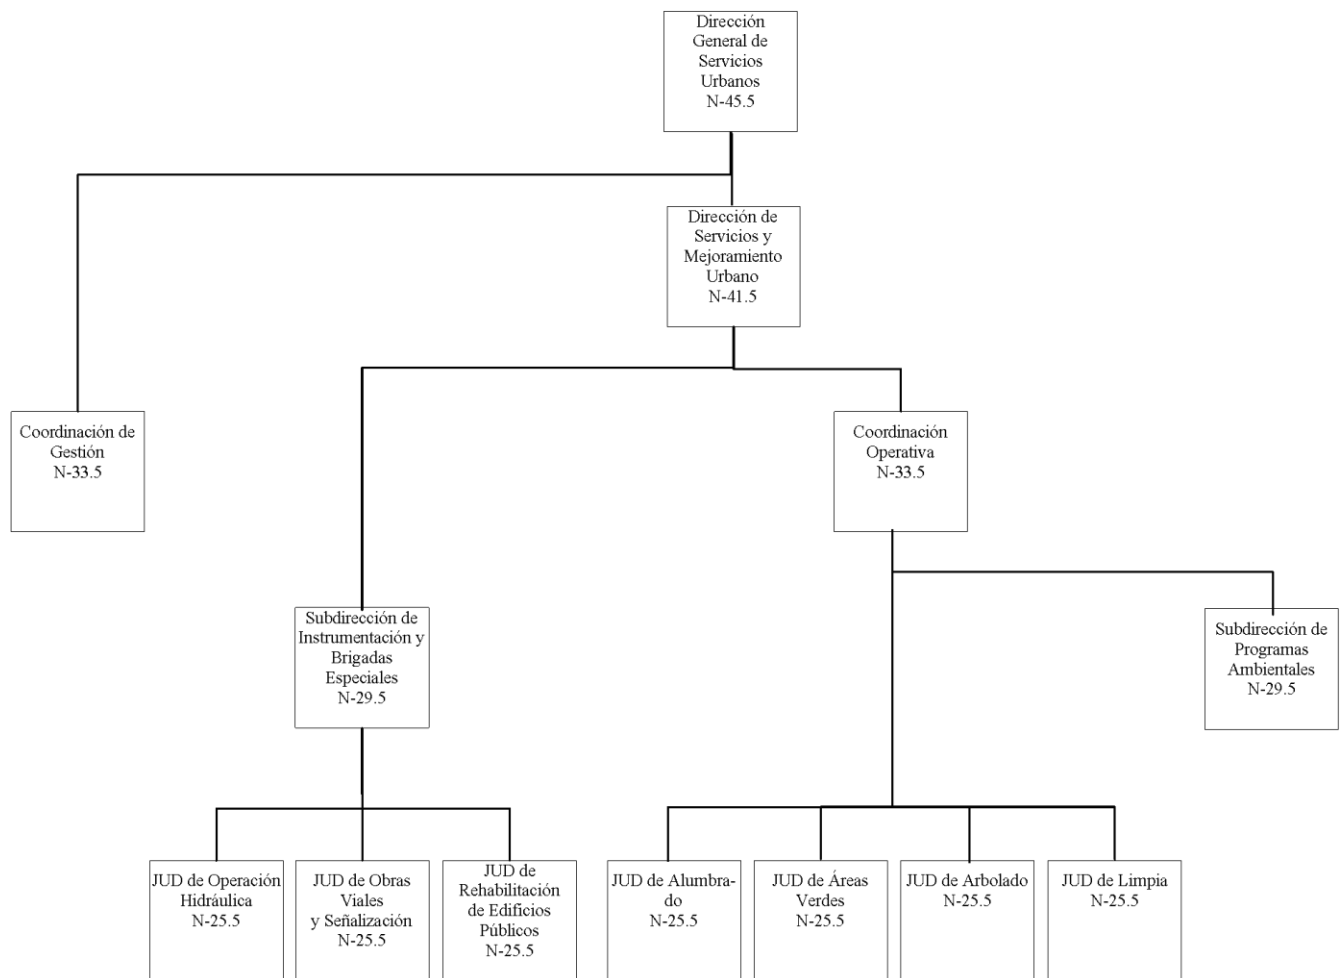 Dirección
General de
Servicios
Urbanos
N-45.5
Dirección de
Servicios y
Mejoramiento
Urbano
N-41.5
Coordinación de
Gestión
N-33.5
Coordinación
Operativa
N-33.5
Subdirección de
Instrumentación y
Brigadas
Especiales
N-29.5
Subdirección de
Programas
Ambientales
N-29.5
JUD de Operación
Hidráulica
N-25.5
JUD de Obras
Viales
y Señalización
N-25.5
JUD de
Rehabilitación
de Edificios
Públicos
N-25.5
JUD de Alumbra-
do
N-25.5
JUD de Áreas
Verdes
N-25.5
JUD de Arbolado
N-25.5
JUD de Limpia
N-25.5